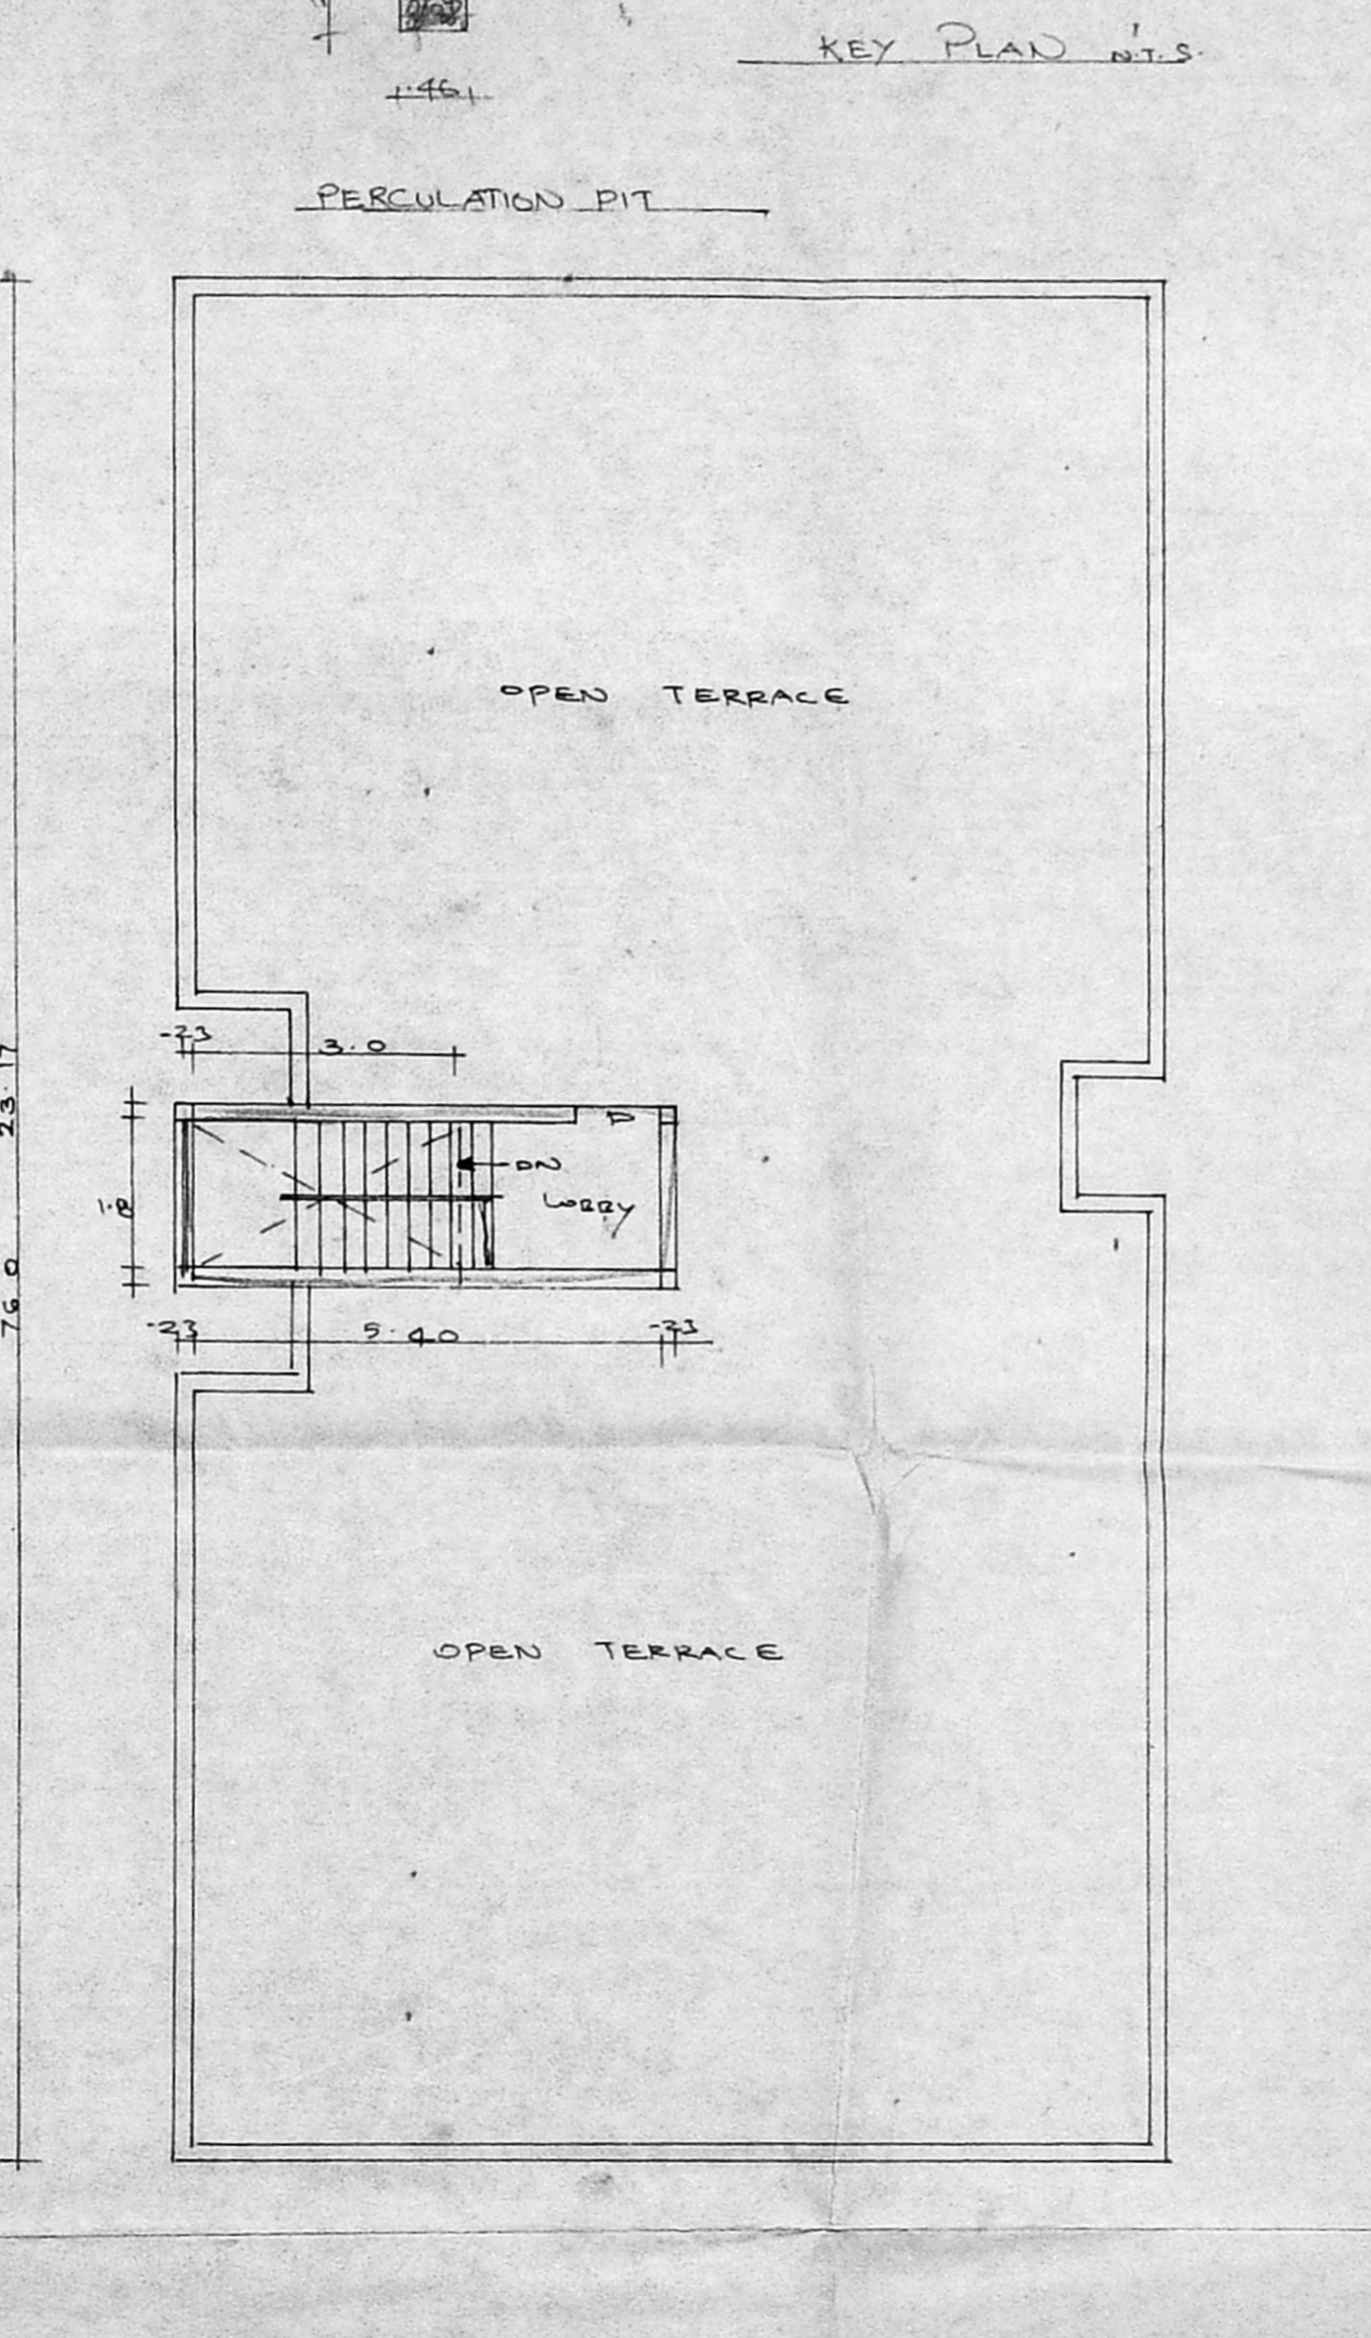 KEY PLAN N.T.S.
1.46
PERCULATION PIT
OPEN TERRACE
.23
3.0
23.17
D
DN
LOBBY
1.8
76 0
.23
5.40
.23
OPEN TERRACE